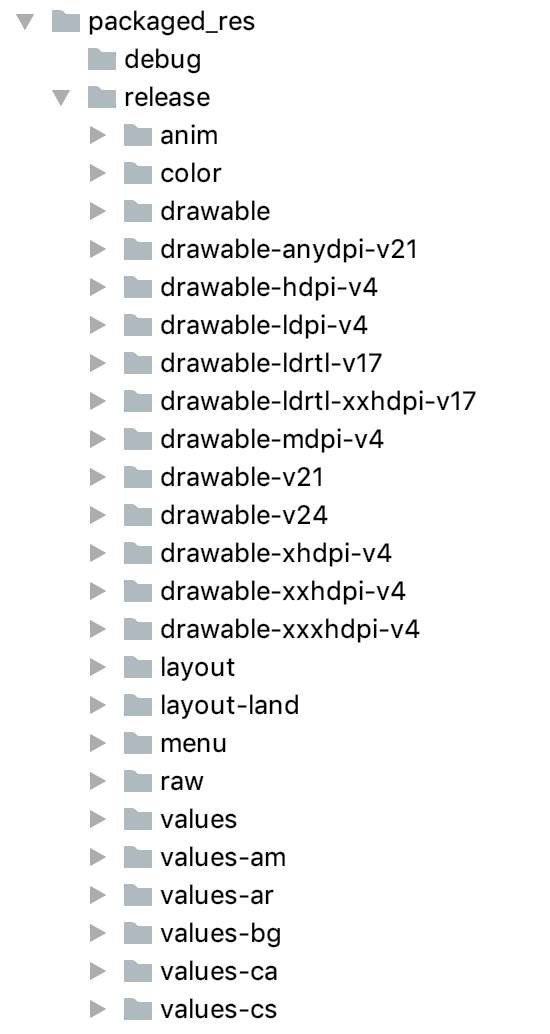 packaged_res
debug
release
anim
color
drawable
drawable-anydpi-v21
drawable-hdpi-v4
drawable-ldpi-v4
drawable-ldrtl-v17
drawable-ldrtl-xxhdpi-v17
drawable-mdpi-v4
drawable-v21
drawable-v24
drawable-xhdpi-v4
drawable-xxhdpi-v4
drawable-xxxhdpi-v4
layout
layout-land
menu
raw
values
values-am
values-ar
values-bg
values-ca
values-cs